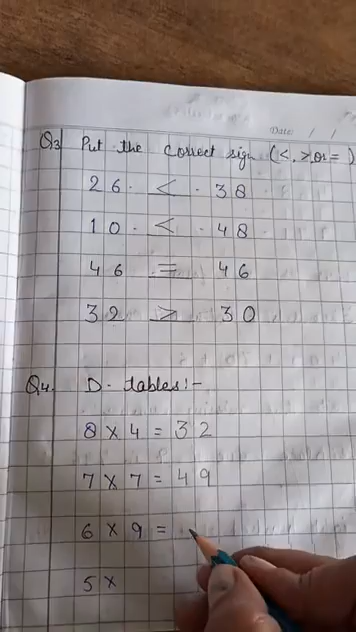 Date: / /
Q3 Put the correct sign (<, >, or = )
26 < 38
10 < 48
46 = 46
32 > 30
Q4. D- tables:-
8 × 4 = 32
7 × 7 = 49
6 × 9 =
5 ×